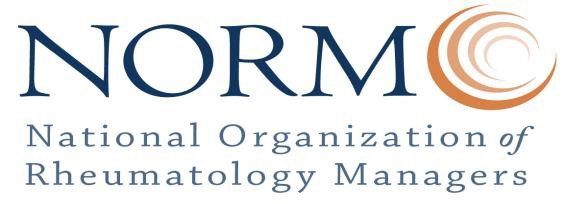 NORM
National Organization of
Rheumatology Managers